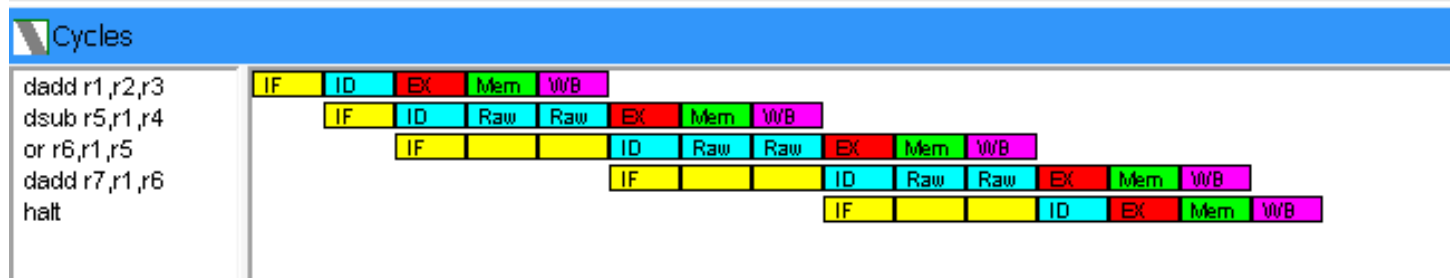 Cycles
dadd r1,r2,r3 IF ID EX Mem WB
dsub r5,r1,r4 IF ID Raw Raw EX Mem WB
or r6,r1,r5 IF ID Raw Raw EX Mem WB
dadd r7,r1,r6 IF ID Raw Raw EX Mem WB
halt IF ID EX Mem WB